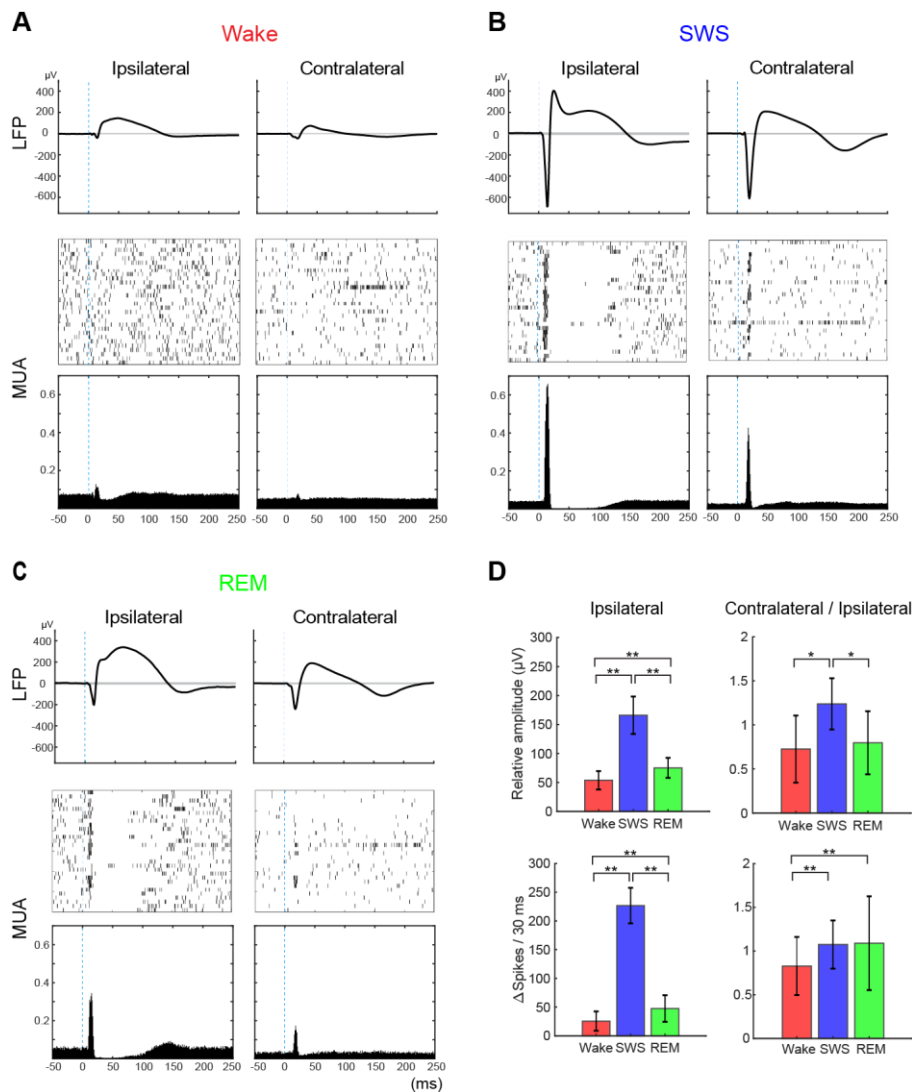 A
Wake
Ipsilateral
Contralateral
µV
400
200
0
-200
-400
-600
LFP
MUA
0.6
0.4
0.2
-50 0 50 100 150 200 250
-50 0 50 100 150 200 250
B
SWS
Ipsilateral
Contralateral
µV
400
200
0
-200
-400
-600
0.6
0.4
0.2
-50 0 50 100 150 200 250
-50 0 50 100 150 200 250
C
REM
Ipsilateral
Contralateral
µV
400
200
0
-200
-400
-600
LFP
MUA
0.6
0.4
0.2
-50 0 50 100 150 200 250
-50 0 50 100 150 200 250
(ms)
D
Ipsilateral
Contralateral / Ipsilateral
Relative amplitude (µV)
300
250
200
150
100
50
0
**
** **
Wake SWS REM
2
1.5
1
0.5
0
* *
Wake SWS REM
Δ Spikes / 30 ms
300
250
200
150
100
50
0
**
** **
Wake SWS REM
2
1.5
1
0.5
0
**
**
Wake SWS REM